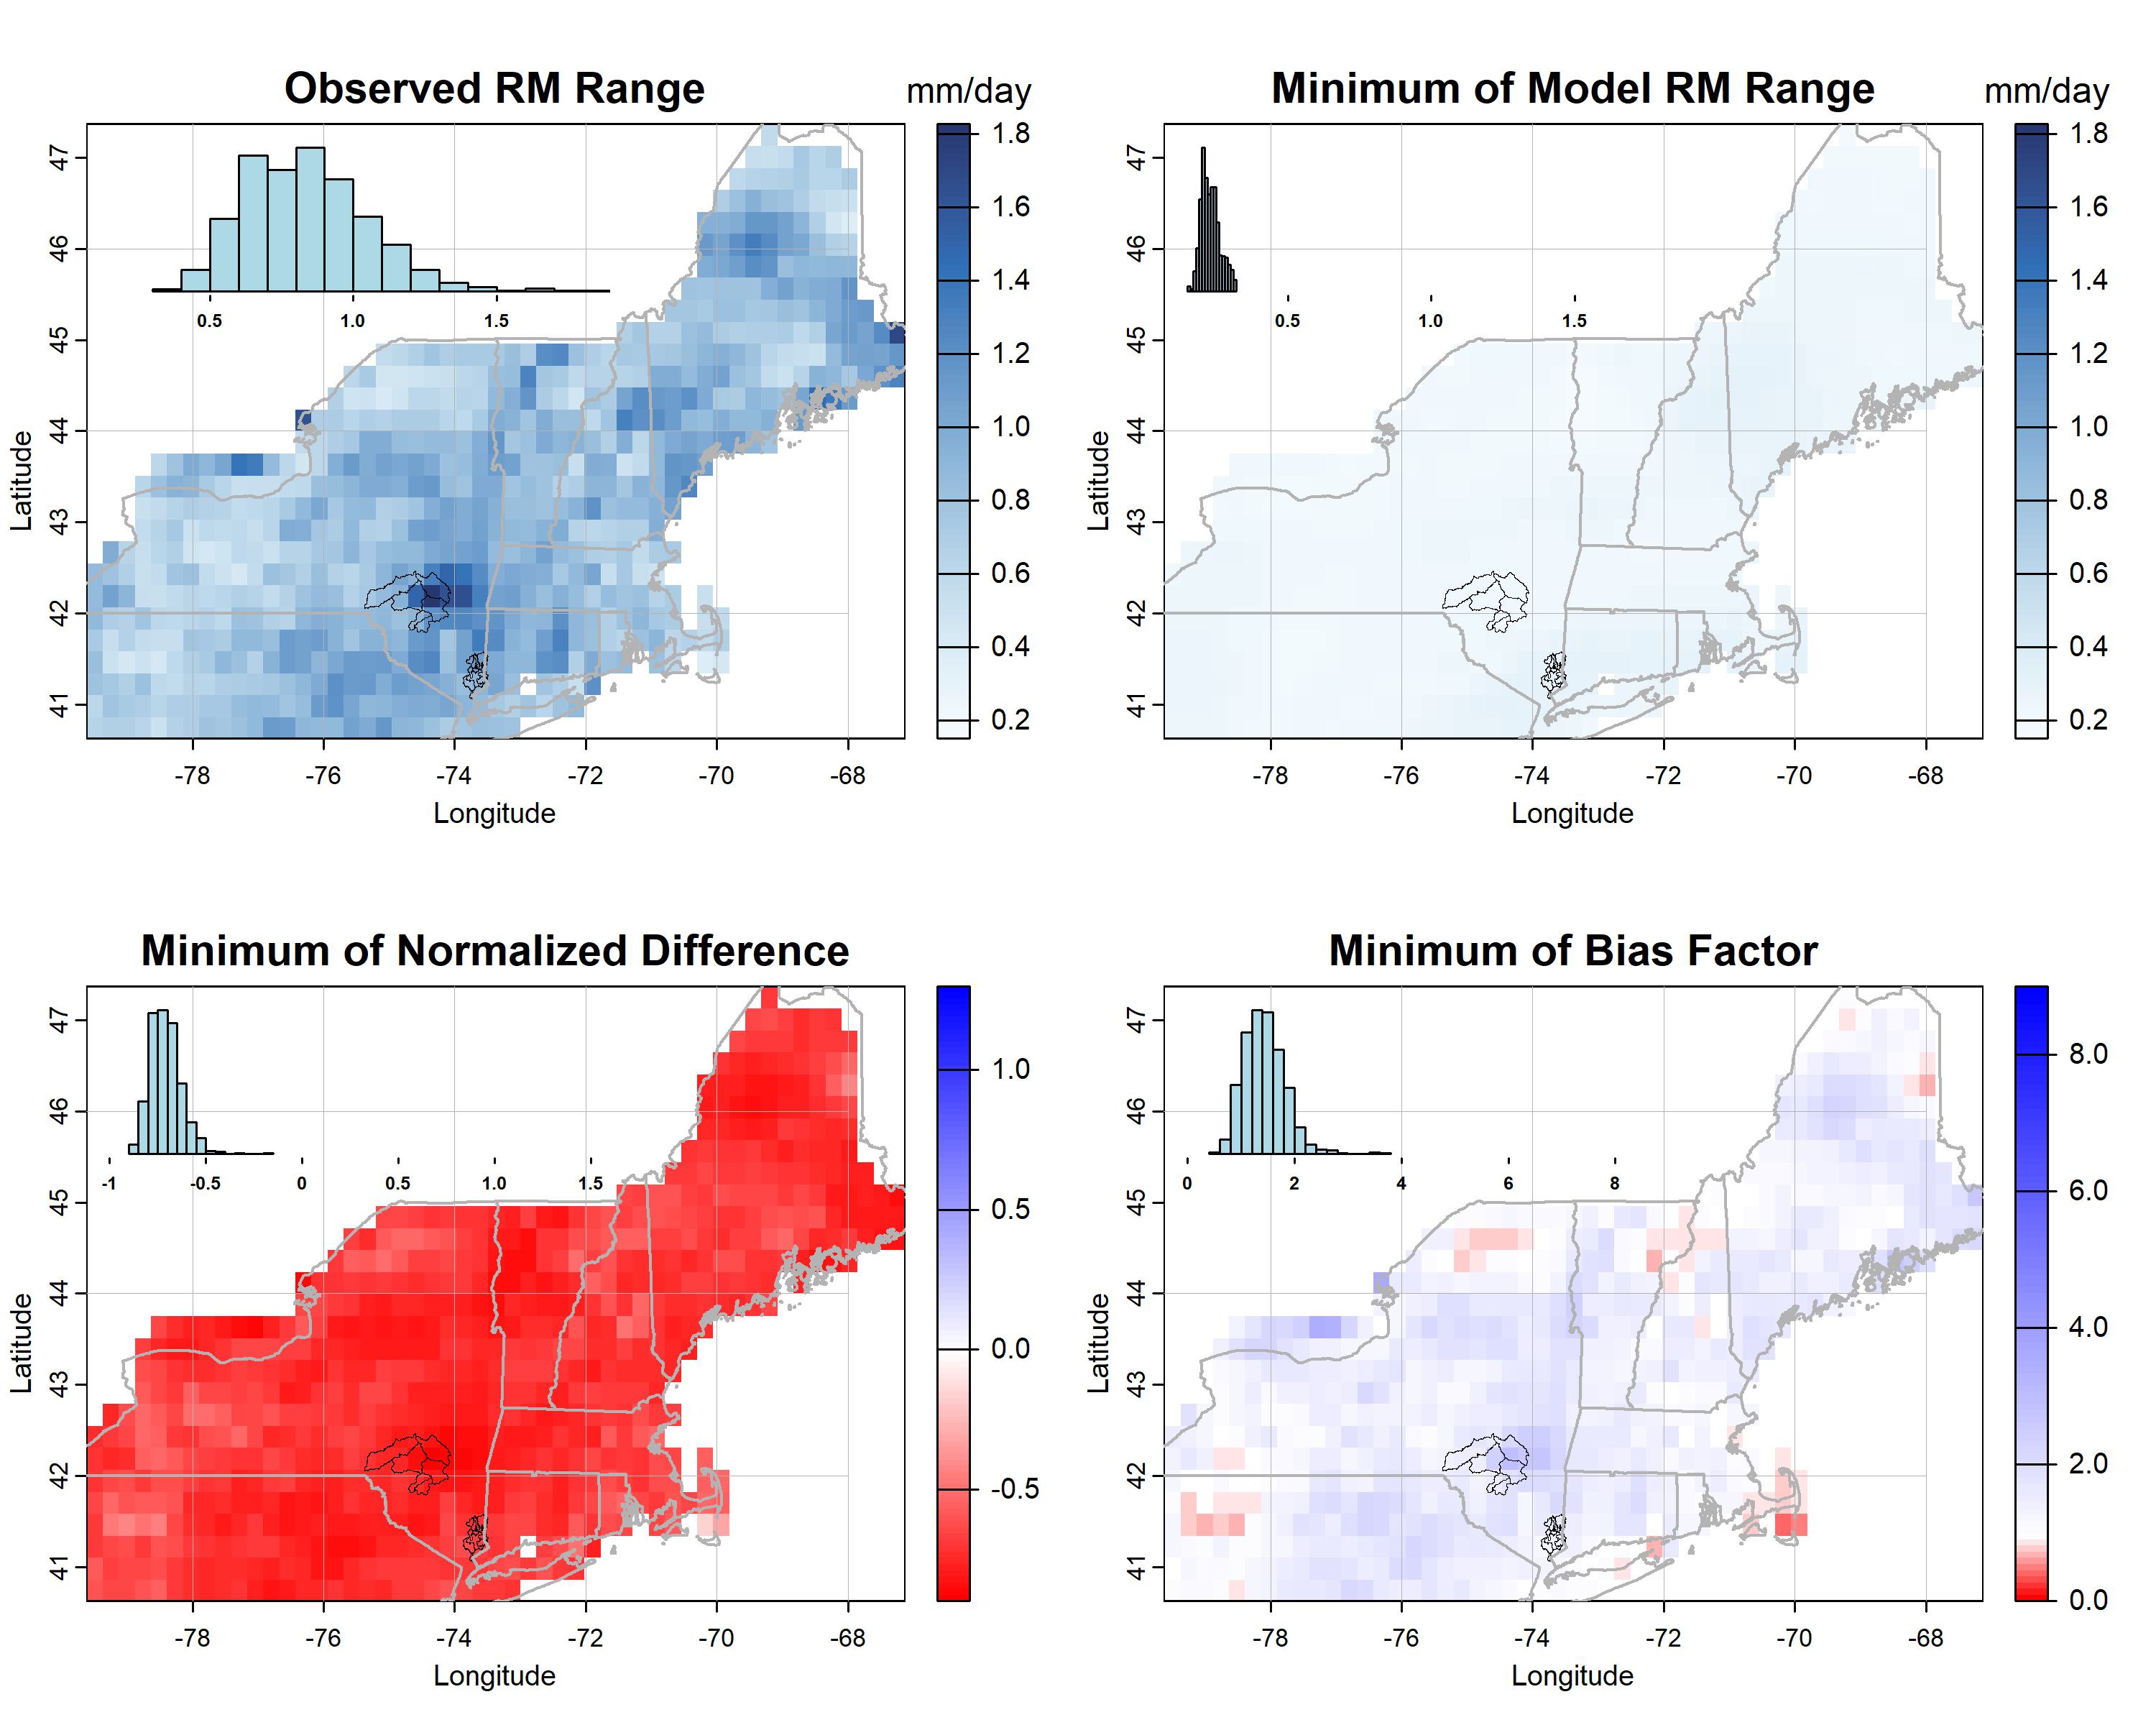 Observed RM Range
mm/day
Minimum of Model RM Range
mm/day
47
46
45
44
43
42
41
Latitude
0.5 1.0 1.5
1.8
1.6
1.4
1.2
1.0
0.8
0.6
0.4
0.2
-78 -76 -74 -72 -70 -68
Longitude
47
46
45
44
43
42
41
Latitude
0.5 1.0 1.5
1.8
1.6
1.4
1.2
1.0
0.8
0.6
0.4
0.2
-78 -76 -74 -72 -70 -68
Longitude
Minimum of Normalized Difference
Minimum of Bias Factor
47
46
45
44
43
42
41
Latitude
-1 -0.5 0 0.5 1.0 1.5
1.0
0.5
0.0
-0.5
-78 -76 -74 -72 -70 -68
Longitude
47
46
45
44
43
42
41
Latitude
0 2 4 6 8
8.0
6.0
4.0
2.0
0.0
-78 -76 -74 -72 -70 -68
Longitude